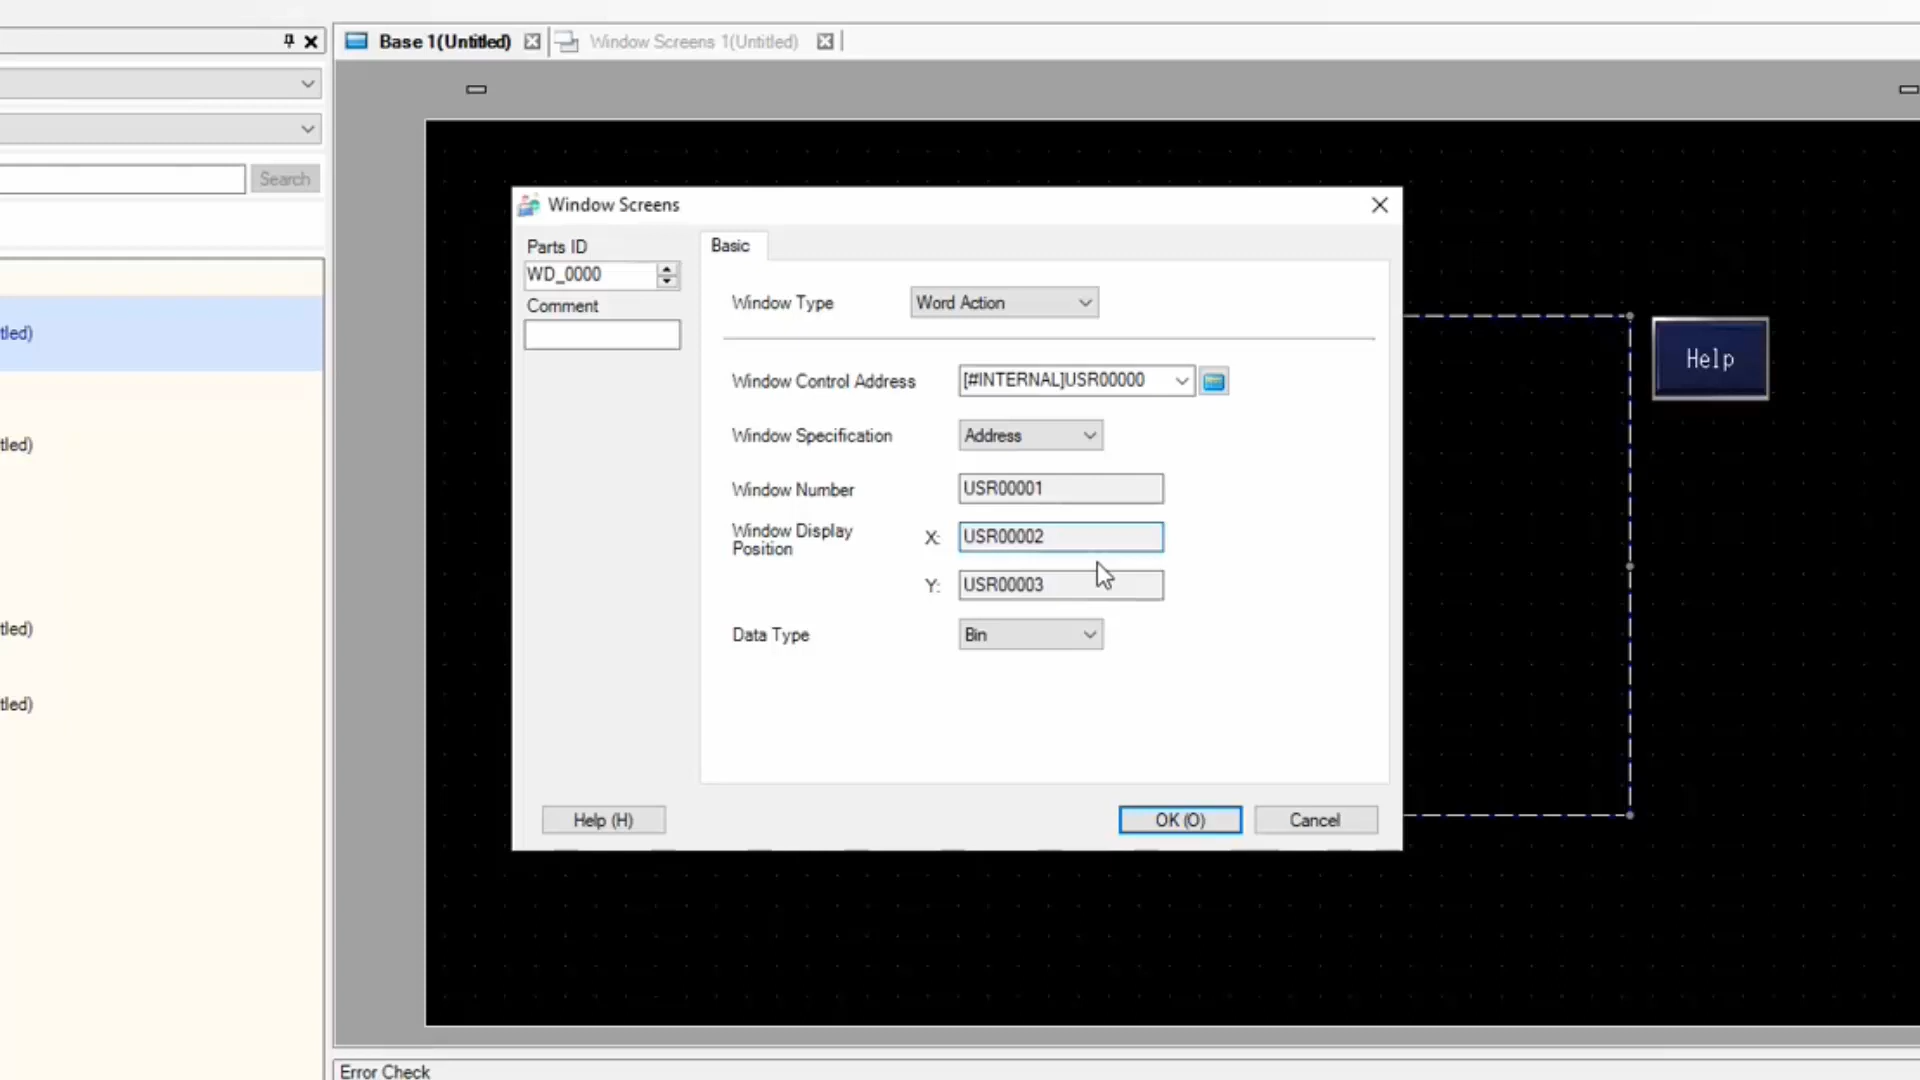 Base 1(Untitled)
Window Screens 1(Untitled)
Search
tled)
tled)
tled)
tled)
Window Screens
Parts ID
WD_0000
Comment
Basic
Window Type
Word Action
Window Control Address
[#INTERNAL]USR00000
Window Specification
Address
Window Number
USR00001
Window Display
Position
X:
USR00002
Y:
USR00003
Data Type
Bin
Help (H)
OK (O)
Cancel
Help
Error Check